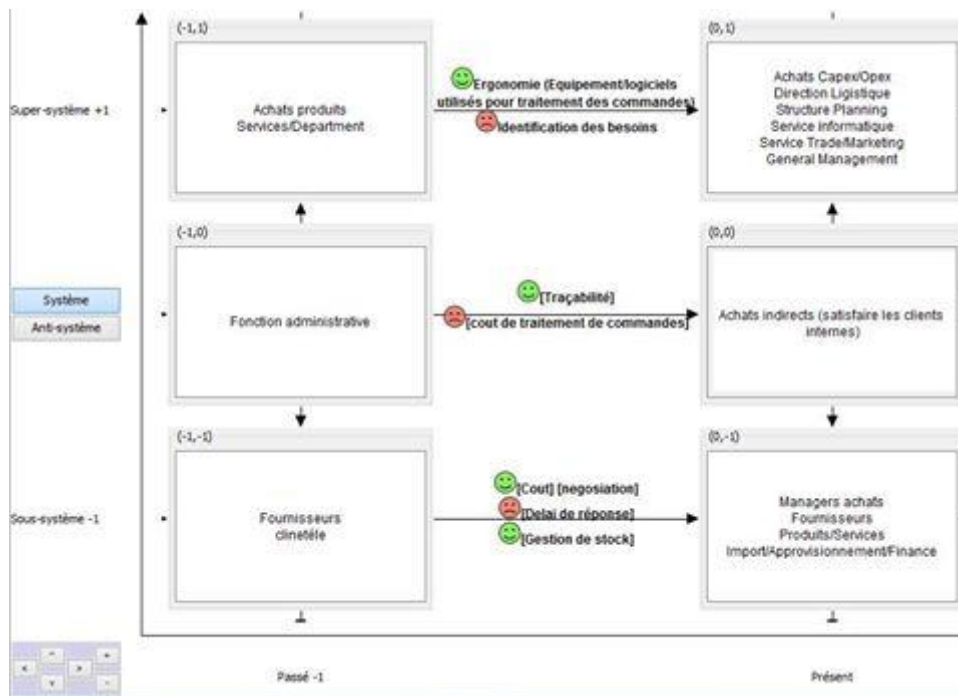 (-1,1)
(0,1)
Super-système +1
Achats produits
Services/Department
Ergonomie (Equipement/logiciels
utilisés pour traitement des commandes)
Identification des besoins
Achats Capex/Opex
Direction Ligistique
Structure Planning
Service informatique
Service Trade/Marketing
General Management
(-1,0)
(0,0)
Système
Anti-système
Fonction administrative
[Traçabilité]
[cout de traitement de commandes]
Achats indirects (satisfaire les clients
internes)
(-1,-1)
(0,-1)
Sous-système -1
Fournisseurs
clinetéle
[Cout] [negosiation]
[Delai de réponse]
[Gestion de stock]
Managers achats
Fournisseurs
Produits/Services
Import/Approvisionnement/Finance
^ +
< >
v -
Passé -1
Présent